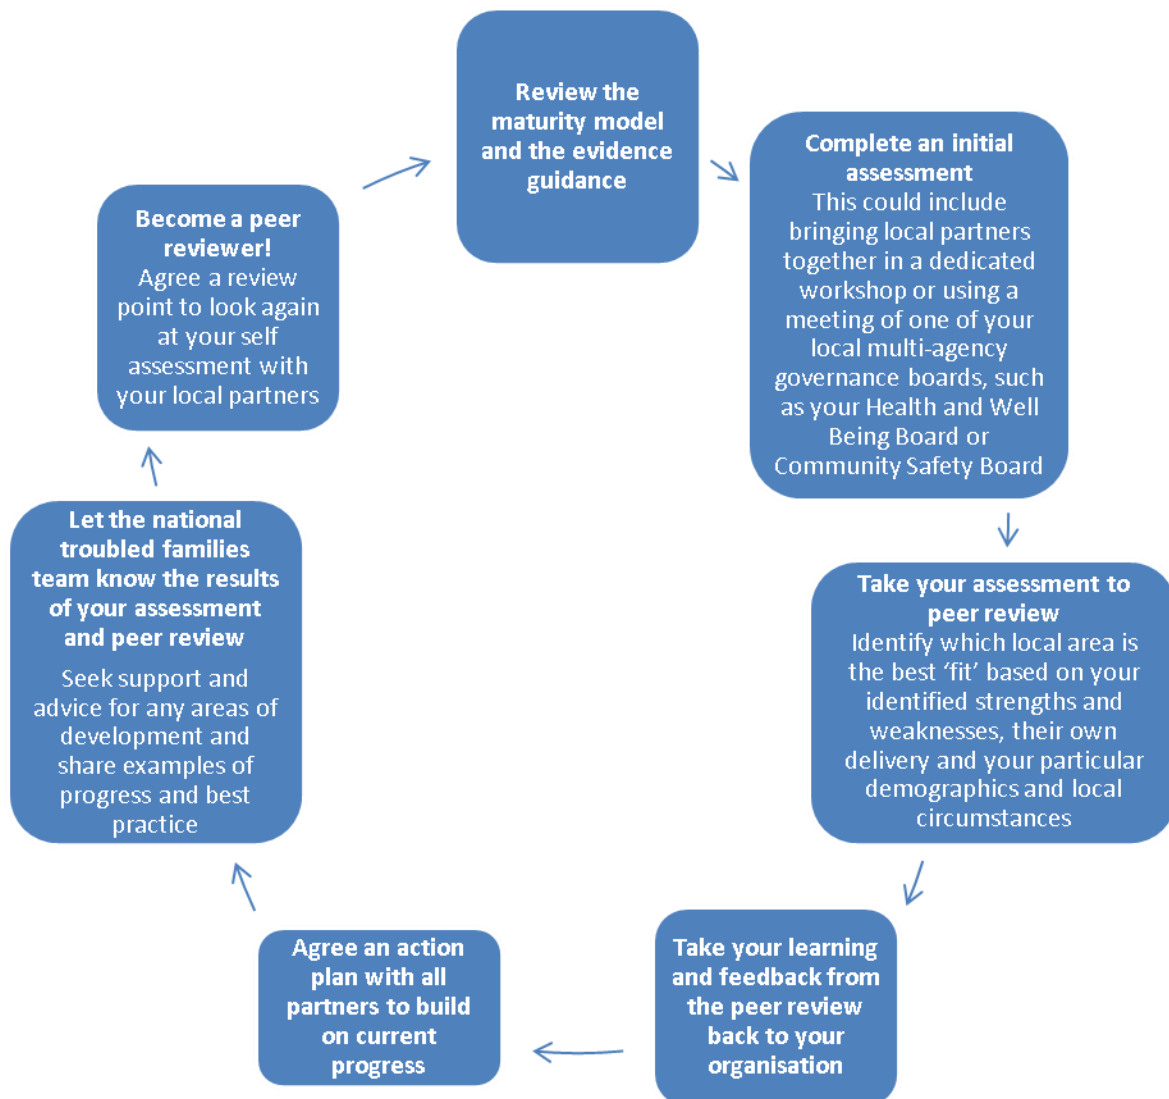 Review the
maturity model
and the evidence
guidance
Complete an initial
assessment
This could include
bringing local partners
together in a dedicated
workshop or using a
meeting of one of your
local multi-agency
governance boards, such
as your Health and Well
Being Board or
Community Safety Board
Take your assessment to
peer review
Identify which local area is
the best ‘fit’ based on your
identified strengths and
weaknesses, their own
delivery and your particular
demographics and local
circumstances
Take your learning
and feedback from
the peer review
back to your
organisation
Agree an action
plan with all
partners to build
on current
progress
Let the national
troubled families
team know the results
of your assessment
and peer review
Seek support and
advice for any areas of
development and
share examples of
progress and best
practice
Become a peer
reviewer!
Agree a review
point to look again
at your self
assessment with
your local partners